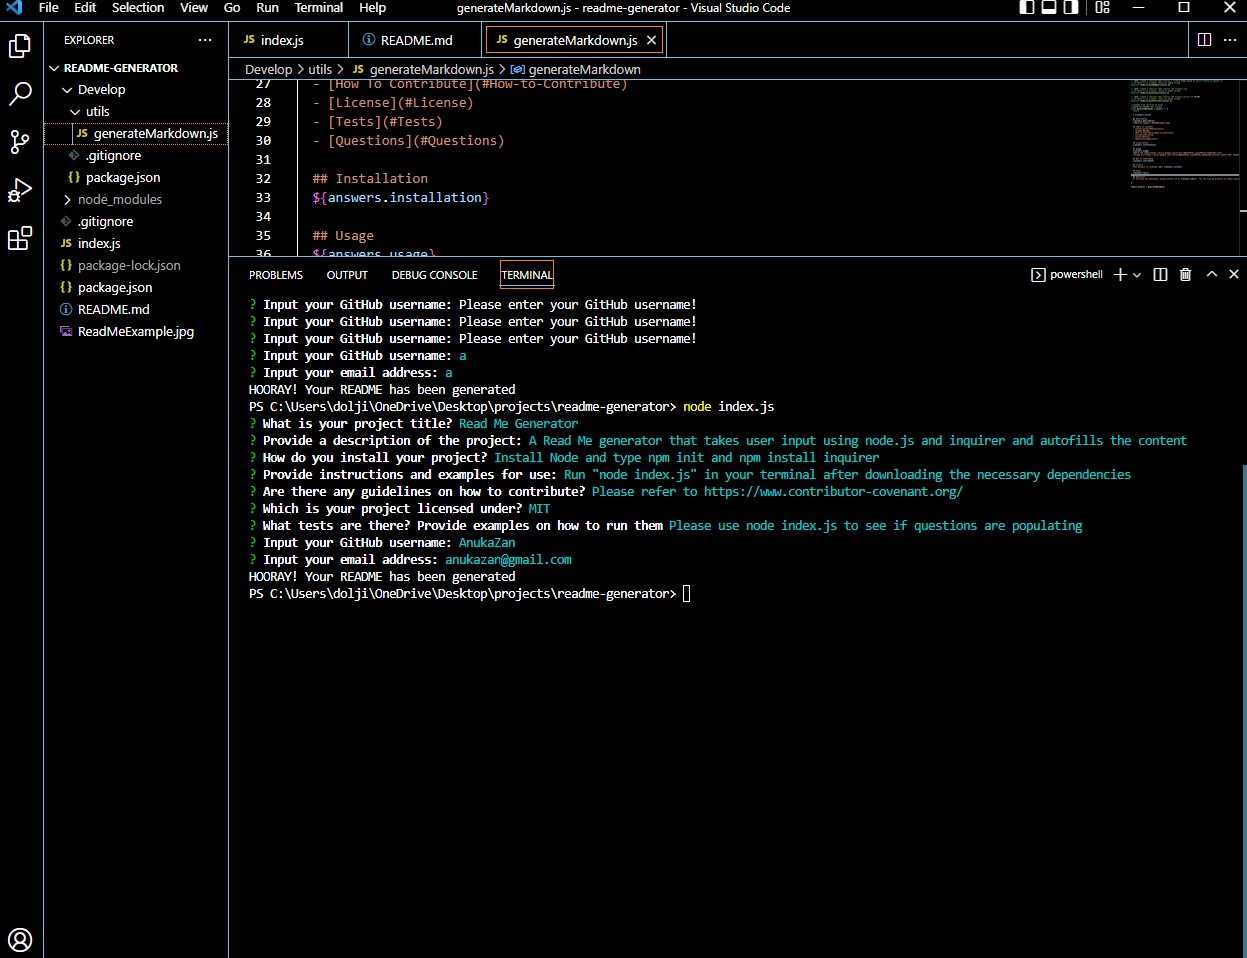 File Edit Selection View Go Run Terminal Help generateMarkdown.js - readme-generator - Visual Studio Code
EXPLORER ···
README-GENERATOR
Develop
utils
JS generateMarkdown.js
.gitignore
{} package.json
node_modules
.gitignore
JS index.js
{} package-lock.json
{} package.json
README.md
ReadMeExample.jpg
JS index.js README.md JS generateMarkdown.js
Develop > utils > JS generateMarkdown.js > generateMarkdown
27 - [How To Contribute](#How-to-Contribute)
28 - [License](#License)
29 - [Tests](#Tests)
30 - [Questions](#Questions)
31
32 ## Installation
33 ${answers.installation}
34
35 ## Usage
36 ${answers.usage}
PROBLEMS OUTPUT DEBUG CONSOLE TERMINAL powershell
? Input your GitHub username: Please enter your GitHub username!
? Input your GitHub username: Please enter your GitHub username!
? Input your GitHub username: Please enter your GitHub username!
? Input your GitHub username: a
? Input your email address: a
HOORAY! Your README has been generated
PS C:\Users\dolji\OneDrive\Desktop\projects\readme-generator> node index.js
? What is your project title? Read Me Generator
? Provide a description of the project: A Read Me generator that takes user input using node.js and inquirer and autofills the content
? How do you install your project? Install Node and type npm init and npm install inquirer
? Provide instructions and examples for use: Run "node index.js" in your terminal after downloading the necessary dependencies
? Are there any guidelines on how to contribute? Please refer to https://www.contributor-covenant.org/
? Which is your project licensed under? MIT
? What tests are there? Provide examples on how to run them Please use node index.js to see if questions are populating
? Input your GitHub username: AnukaZan
? Input your email address: anukazan@gmail.com
HOORAY! Your README has been generated
PS C:\Users\dolji\OneDrive\Desktop\projects\readme-generator>